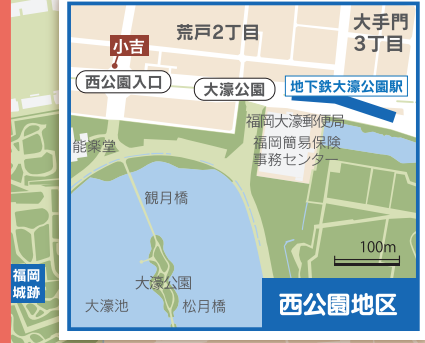 荒戸2丁目
大手門
3丁目
小吉
西公園入口
大濠公園
地下鉄大濠公園駅
福岡大濠郵便局
福岡簡易保険
事務センター
能楽堂
観月橋
100m
大濠公園
大濠池
松月橋
福岡
城跡
西公園地区